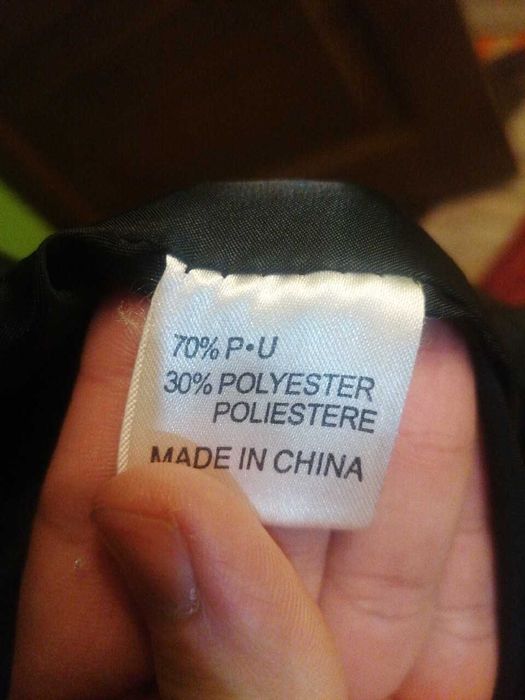 70% P•U
30% POLYESTER
POLIESTERE
MADE IN CHINA